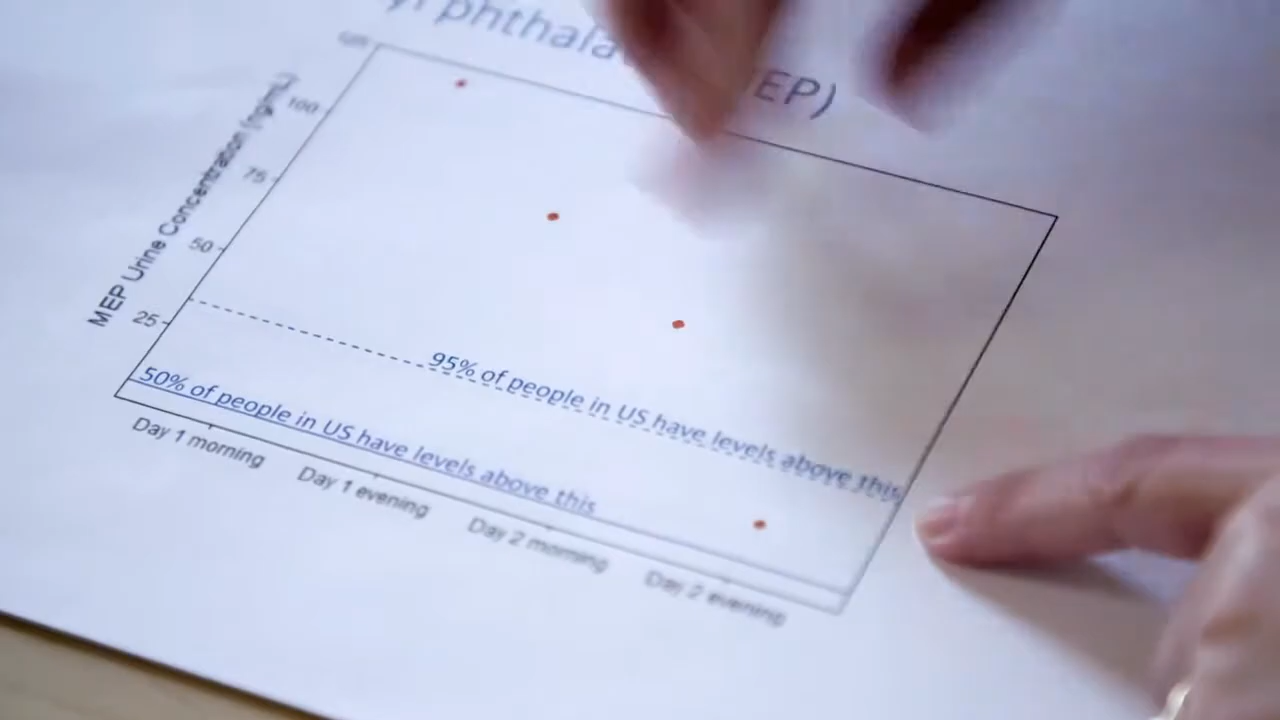 yl phthala EP)
MEP Urine Concentration (ng/mL)
100
75
50
25
95% of people in US have levels above this
50% of people in US have levels above this
Day 1 morning
Day 1 evening
Day 2 morning
Day 2 evening